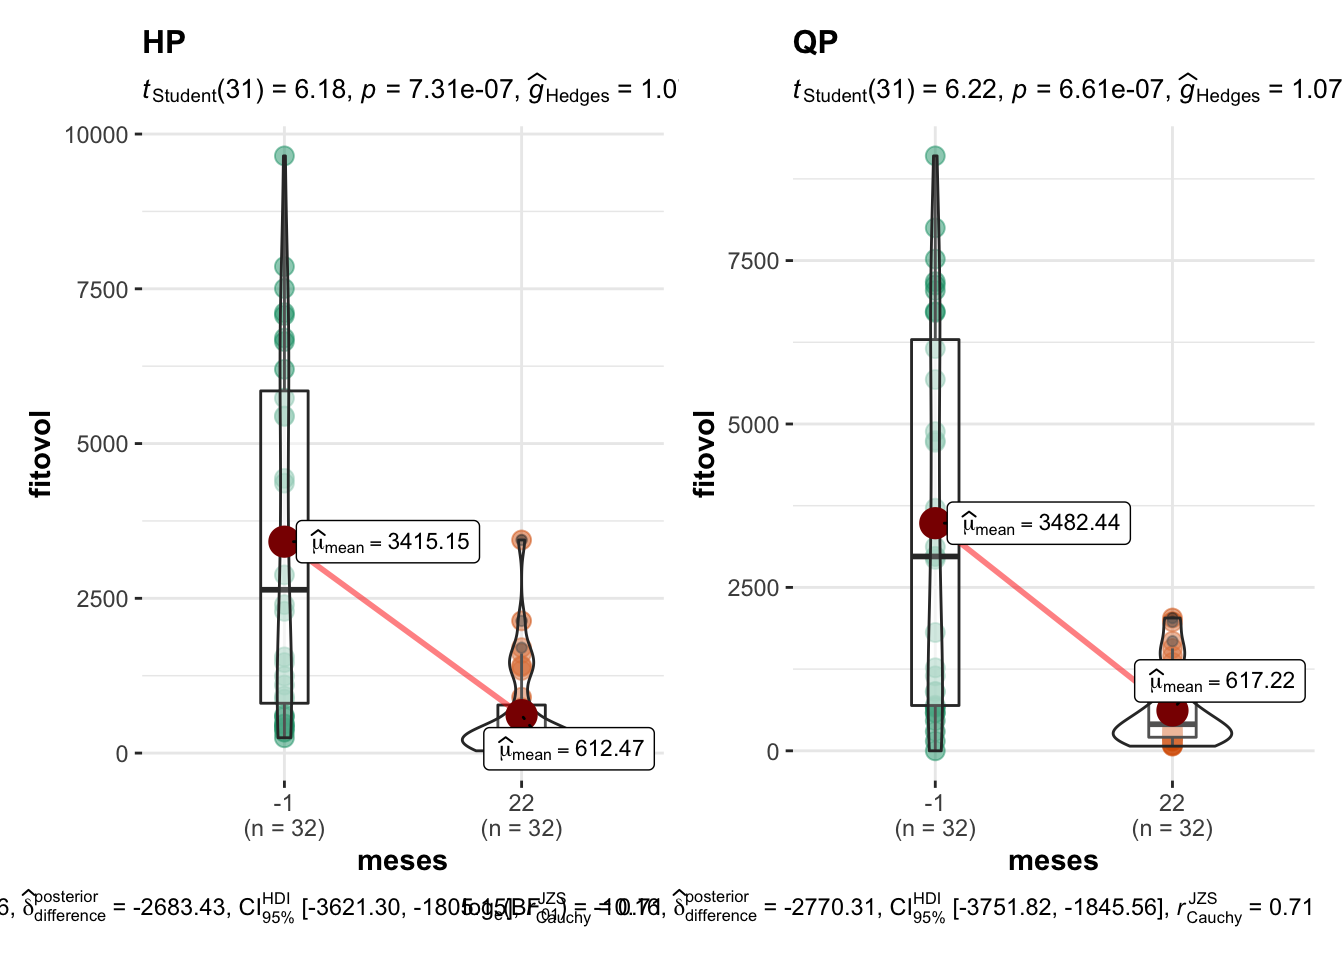 HP
t_Student(31) = 6.18, p = 7.31e-07, ĝ_Hedges = 1.0
10000
7500
5000
2500
0
fitovol
μ̂_mean = 3415.15
μ̂_mean = 612.47
-1
(n = 32)
22
(n = 32)
meses
QP
t_Student(31) = 6.22, p = 6.61e-07, ĝ_Hedges = 1.07
7500
5000
2500
0
fitovol
μ̂_mean = 3482.44
μ̂_mean = 617.22
-1
(n = 32)
22
(n = 32)
meses
6, δ̂^posterior_difference = -2683.43, CI^HDI_95% [-3621.30, -1805.15], r^JZS_Cauchy = 0.71
δ̂^posterior_difference = -2770.31, CI^HDI_95% [-3751.82, -1845.56], r^JZS_Cauchy = 0.71